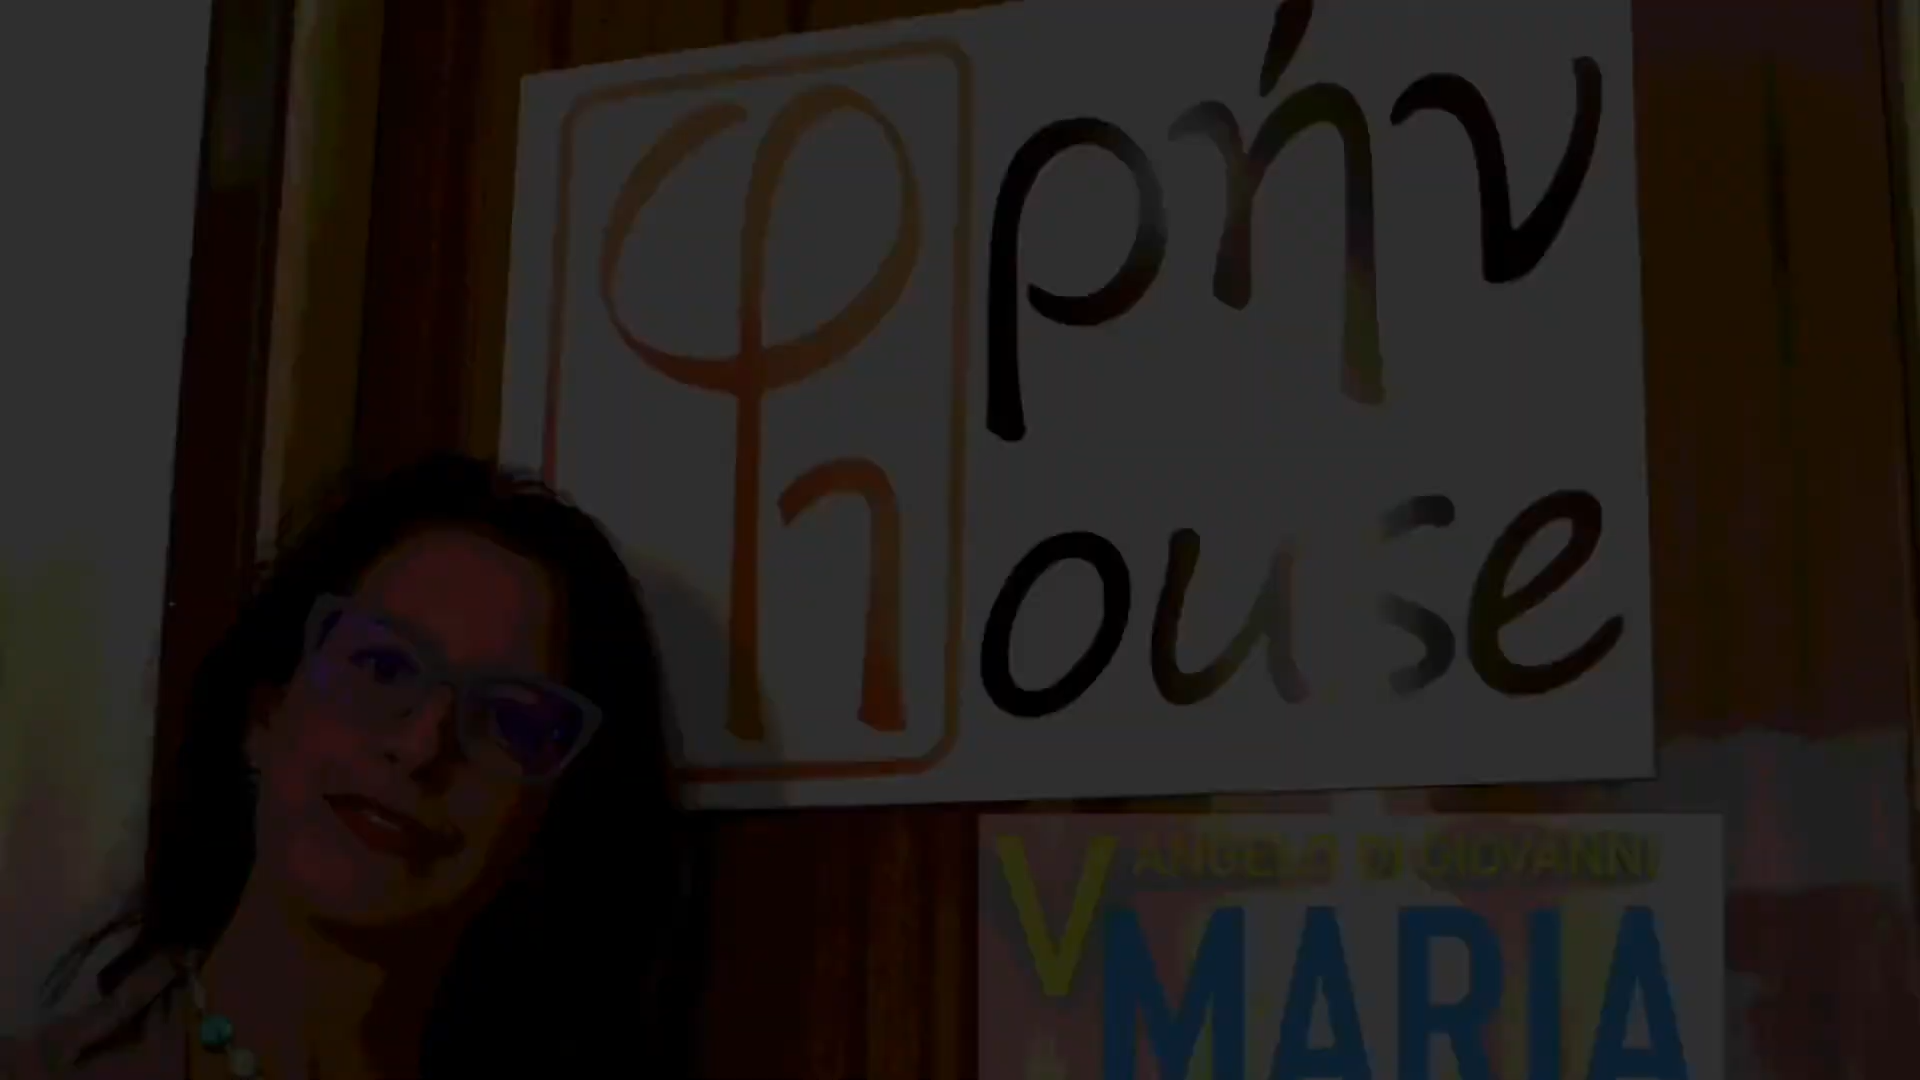 φρήν
house
V ANGELO DI GIOVANNI
MARIA